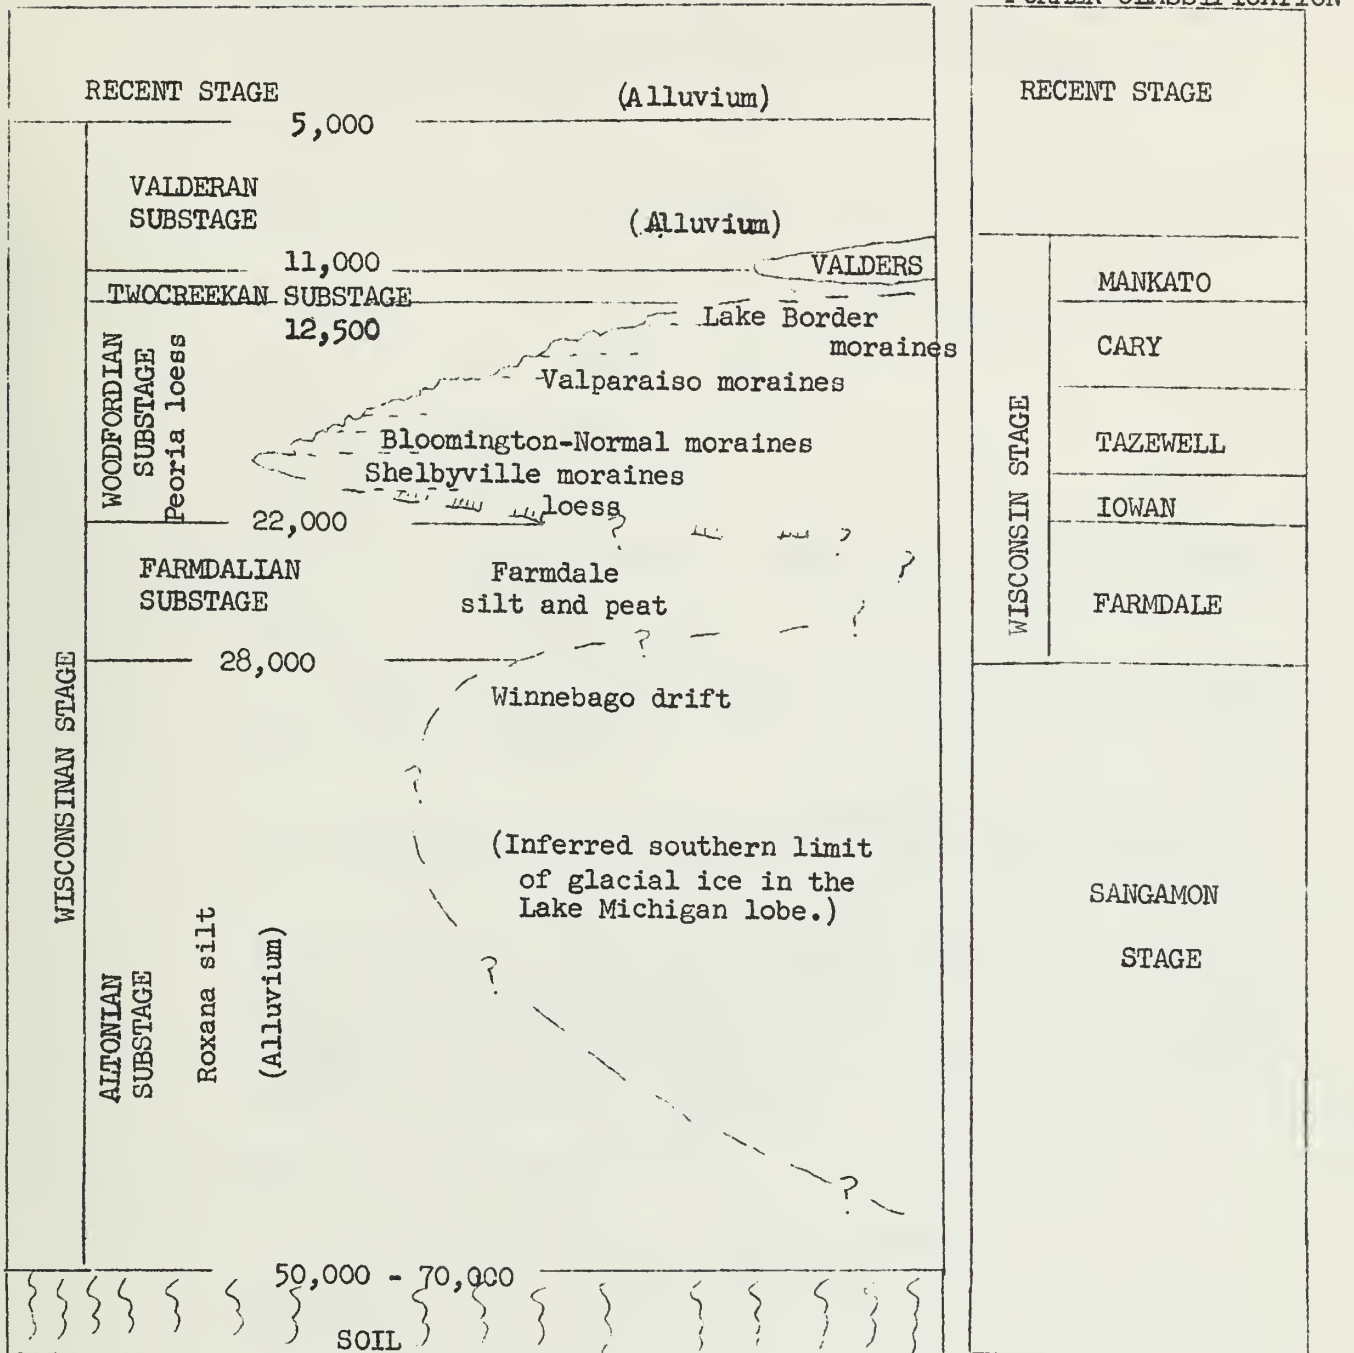 FORMER CLASSIFICATION
RECENT STAGE
(Alluvium)
5,000
VALDERAN
SUBSTAGE
(Alluvium)
11,000
VALDERS
TWOCREEKAN SUBSTAGE
12,500
Lake Border
moraines
WOODFORDIAN
SUBSTAGE
Peoria loess
Valparaiso moraines
Bloomington-Normal moraines
Shelbyville moraines
loess
?
?
22,000
?
FARMDALIAN
SUBSTAGE
Farmdale
silt and peat
?
?
28,000
Winnebago drift
WISCONSINAN STAGE
?
(Inferred southern limit
of glacial ice in the
Lake Michigan lobe.)
ALTONIAN
SUBSTAGE
Roxana silt
(Alluvium)
?
?
50,000 - 70,000
SOIL
RECENT STAGE
WISCONSIN STAGE
MANKATO
CARY
TAZEWELL
IOWAN
FARMDALE
SANGAMON
STAGE